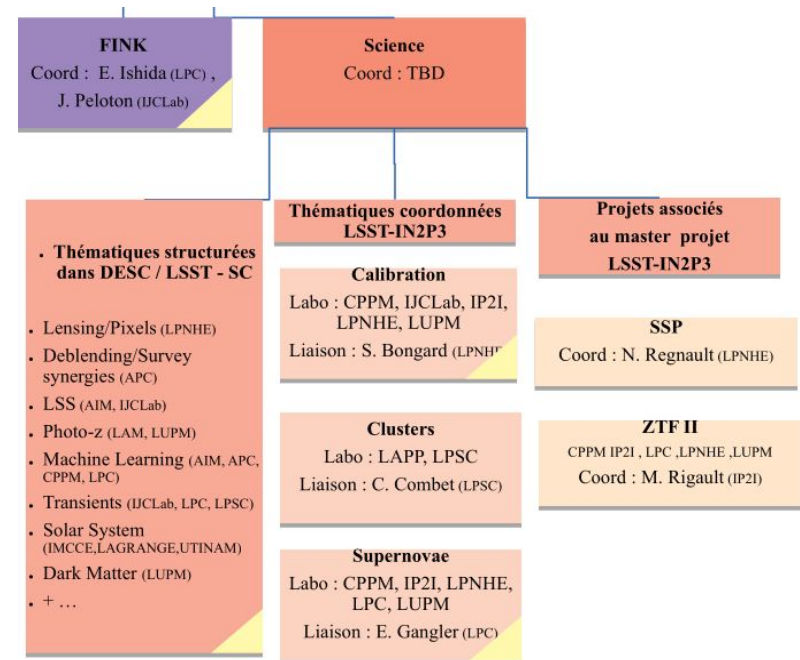 FINK
Coord : E. Ishida (LPC) ,
J. Peloton (IJCLab)
Science
Coord : TBD
. Thématiques structurées
dans DESC / LSST - SC
. Lensing/Pixels (LPNHE)
. Deblending/Survey
synergies (APC)
. LSS (AIM, IJCLab)
. Photo-z (LAM, LUPM)
. Machine Learning (AIM, APC,
CPPM, LPC)
. Transients (IJCLab, LPC, LPSC)
. Solar System
(IMCCE,LAGRANGE,UTINAM)
. Dark Matter (LUPM)
. + …
Thématiques coordonnées
LSST-IN2P3
Calibration
Labo : CPPM, IJCLab, IP2I,
LPNHE, LUPM
Liaison : S. Bongard (LPNHE
Clusters
Labo : LAPP, LPSC
Liaison : C. Combet (LPSC)
Supernovae
Labo : CPPM, IP2I, LPNHE,
LPC, LUPM
Liaison : E. Gangler (LPC)
Projets associés
au master projet
LSST-IN2P3
SSP
Coord : N. Regnault (LPNHE)
ZTF II
CPPM IP2I , LPC ,LPNHE ,LUPM
Coord : M. Rigault (IP2I)